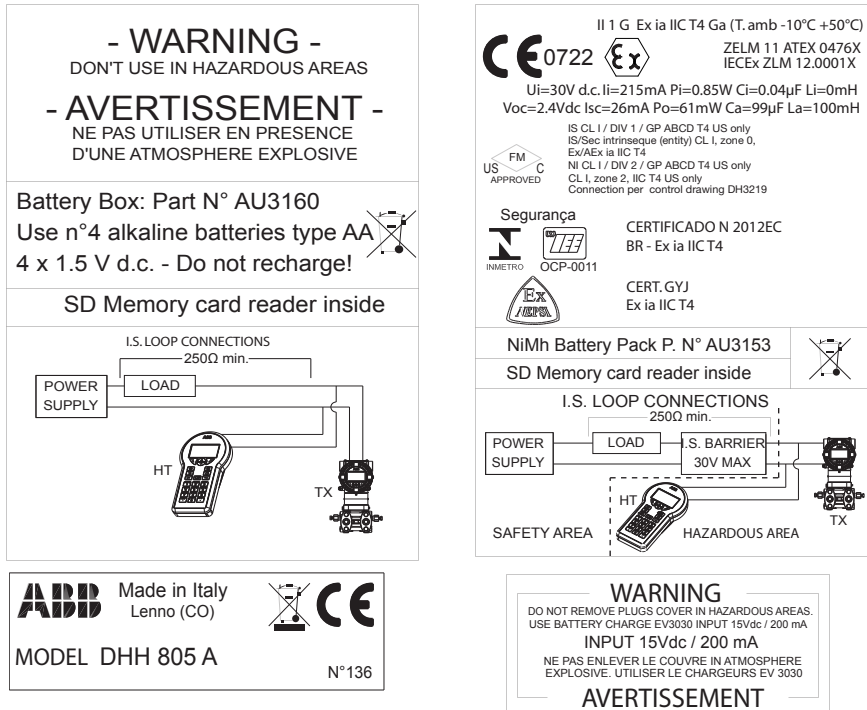 - WARNING -
DON'T USE IN HAZARDOUS AREAS
- AVERTISSEMENT -
NE PAS UTILISER EN PRESENCE
D'UNE ATMOSPHERE EXPLOSIVE
Battery Box: Part N° AU3160
Use n°4 alkaline batteries type AA
4 x 1.5 V d.c. - Do not recharge!
SD Memory card reader inside
I.S. LOOP CONNECTIONS
250Ω min.
POWER
SUPPLY
LOAD
HT
TX
ABB
Made in Italy
Lenno (CO)
CE
MODEL DHH 805 A
N°136
II 1 G Ex ia IIC T4 Ga (T. amb -10°C +50°C)
CE 0722 Ex
ZELM 11 ATEX 0476X
IECEx ZLM 12.0001X
Ui=30V d.c. Ii=215mA Pi=0.85W Ci=0.04µF Li=0mH
Voc=2.4Vdc Isc=26mA Po=61mW Ca=99µF La=100mH
FM
US C
APPROVED
IS CL I / DIV 1 / GP ABCD T4 US only
IS/Sec intrinseque (entity) CL I, zone 0,
Ex/AEx ia IIC T4
NI CL I / DIV 2 / GP ABCD T4 US only
CL I, zone 2, IIC T4 US only
Connection per control drawing DH3219
Segurança
INMETRO
OCP-0011
CERTIFICADO N 2012EC
BR - Ex ia IIC T4
Ex
NEPSI
CERT. GYJ
Ex ia IIC T4
NiMh Battery Pack P. N° AU3153
SD Memory card reader inside
I.S. LOOP CONNECTIONS
250Ω min.
POWER
SUPPLY
LOAD
I.S. BARRIER
30V MAX
HT
TX
SAFETY AREA
HAZARDOUS AREA
WARNING
DO NOT REMOVE PLUGS COVER IN HAZARDOUS AREAS.
USE BATTERY CHARGE EV3030 INPUT 15Vdc / 200 mA
INPUT 15Vdc / 200 mA
NE PAS ENLEVER LE COUVRE IN ATMOSPHERE
EXPLOSIVE. UTILISER LE CHARGEURS EV 3030
AVERTISSEMENT